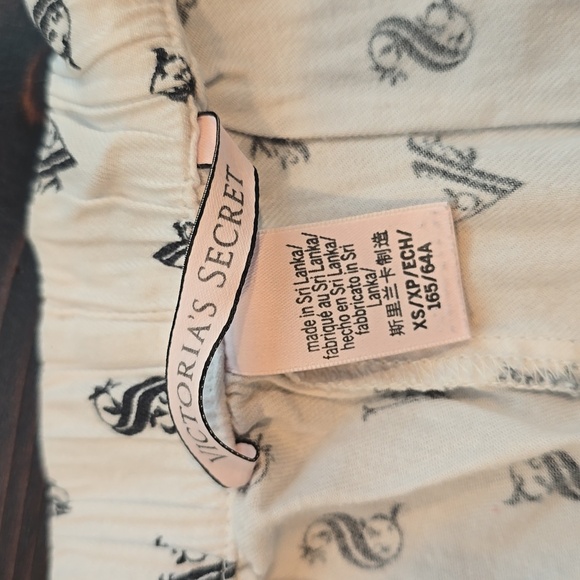 VICTORIA'S SECRET
made in Sri Lanka/
fabriqué au Sri Lanka/
hecho en Sri Lanka/
fabbricato in Sri
Lanka/
斯里兰卡制造
XS/XP/ECH/
165/64A